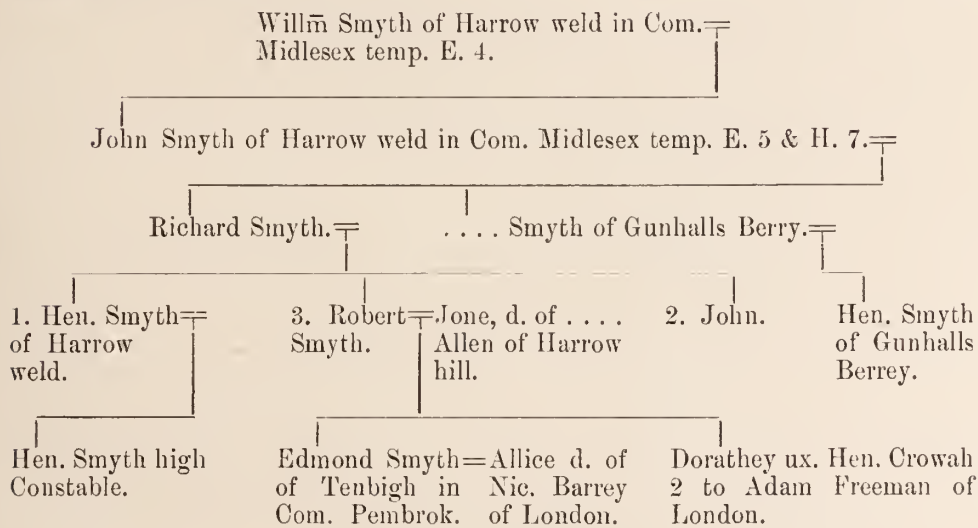 Willm̄ Smyth of Harrow weld in Com.
Midlesex temp. E. 4.
John Smyth of Harrow weld in Com. Midlesex temp. E. 5 & H. 7.
Richard Smyth.
. . . . Smyth of Gunhalls Berry.
1. Hen. Smyth
of Harrow
weld.
3. Robert
Smyth.
Jone, d. of . . . .
Allen of Harrow
hill.
2. John.
Hen. Smyth
of Gunhalls
Berrey.
Hen. Smyth high
Constable.
Edmond Smyth
of Tenbigh in
Com. Pembrok.
Allice d. of
Nic. Barrey
of London.
Dorathey ux. Hen. Crowah
2 to Adam Freeman of
London.